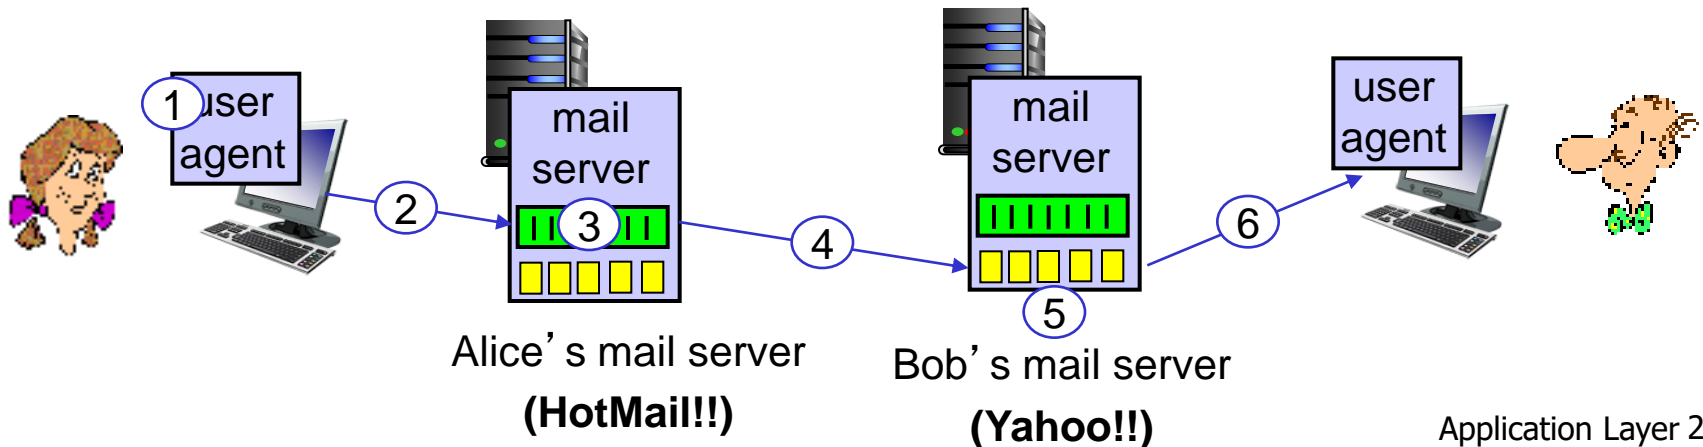 1
user
agent
2
mail
server
3
Alice’s mail server
(HotMail!!)
4
mail
server
5
Bob’s mail server
(Yahoo!!)
6
user
agent
Application Layer 2